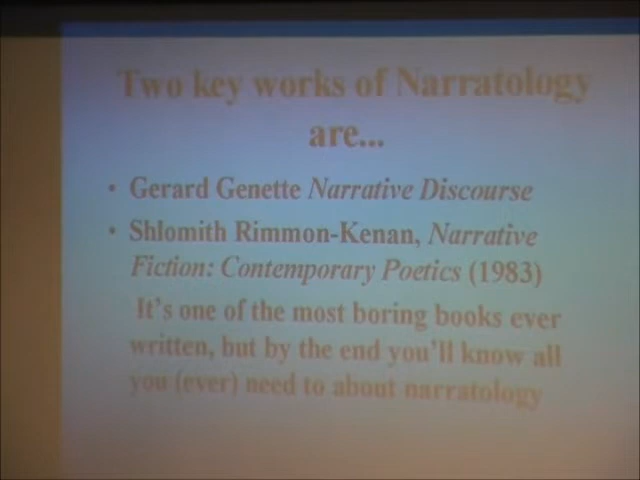 Two key works of Narratology
are...
• Gerard Genette Narrative Discourse
• Shlomith Rimmon-Kenan, Narrative
Fiction: Contemporary Poetics (1983)
It's one of the most boring books ever
written, but by the end you'll know all
you (ever) need to about narratology